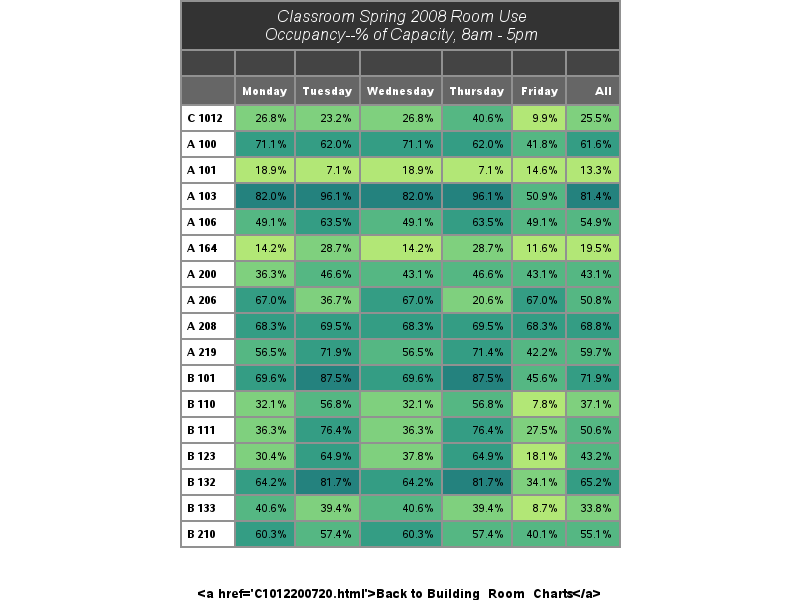 Classroom Spring 2008 Room Use
Occupancy--% of Capacity, 8am - 5pm
Monday Tuesday Wednesday Thursday Friday All
C 1012 26.8% 23.2% 26.8% 40.6% 9.9% 25.5%
A 100 71.1% 62.0% 71.1% 62.0% 41.8% 61.6%
A 101 18.9% 7.1% 18.9% 7.1% 14.6% 13.3%
A 103 82.0% 96.1% 82.0% 96.1% 50.9% 81.4%
A 106 49.1% 63.5% 49.1% 63.5% 49.1% 54.9%
A 164 14.2% 28.7% 14.2% 28.7% 11.6% 19.5%
A 200 36.3% 46.6% 43.1% 46.6% 43.1% 43.1%
A 206 67.0% 36.7% 67.0% 20.6% 67.0% 50.8%
A 208 68.3% 69.5% 68.3% 69.5% 68.3% 68.8%
A 219 56.5% 71.9% 56.5% 71.4% 42.2% 59.7%
B 101 69.6% 87.5% 69.6% 87.5% 45.6% 71.9%
B 110 32.1% 56.8% 32.1% 56.8% 7.8% 37.1%
B 111 36.3% 76.4% 36.3% 76.4% 27.5% 50.6%
B 123 30.4% 64.9% 37.8% 64.9% 18.1% 43.2%
B 132 64.2% 81.7% 64.2% 81.7% 34.1% 65.2%
B 133 40.6% 39.4% 40.6% 39.4% 8.7% 33.8%
B 210 60.3% 57.4% 60.3% 57.4% 40.1% 55.1%
<a href='C1012200720.html'>Back to Building_Room_Charts</a>